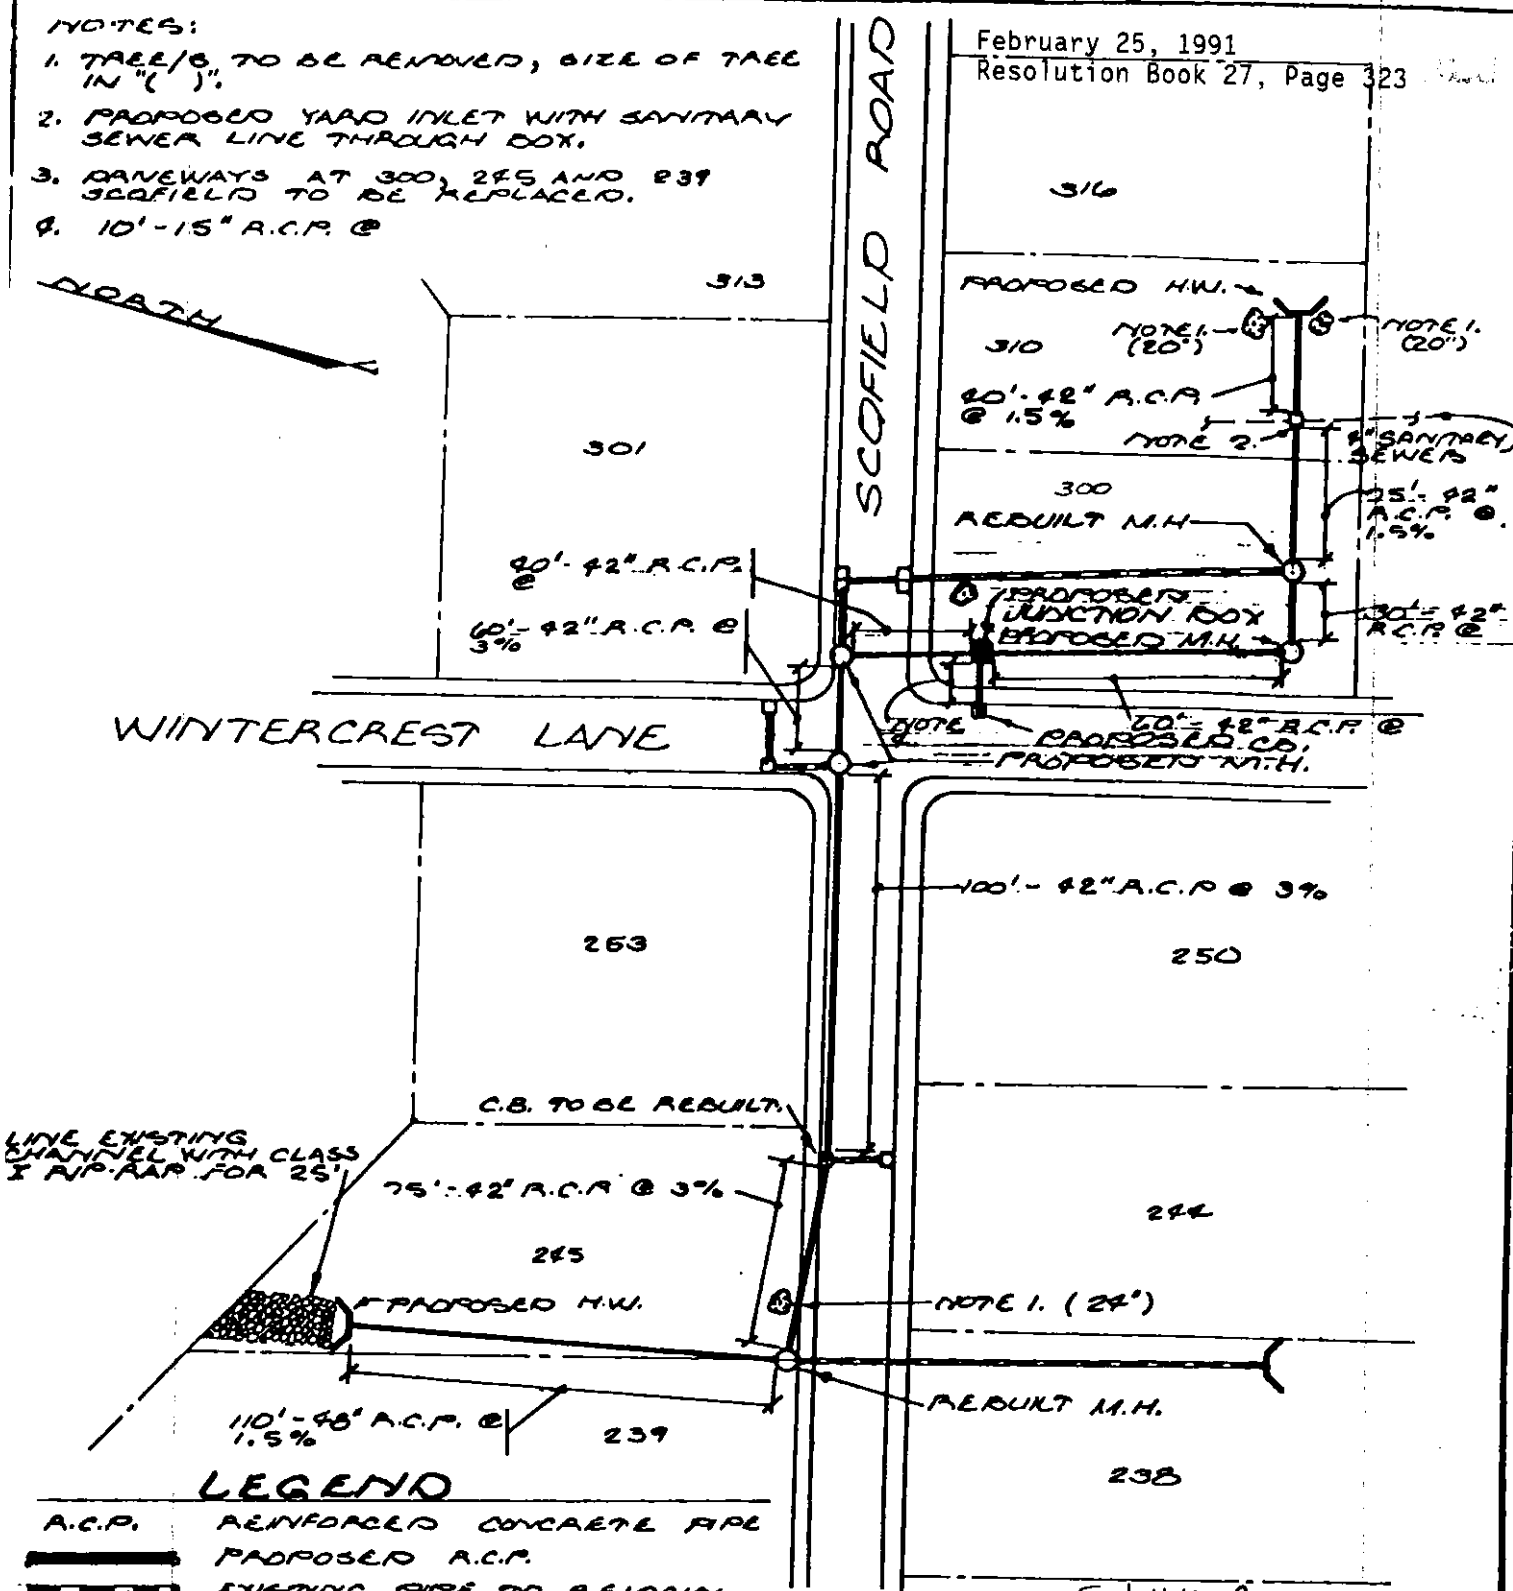 NOTES:
1. TREE/S TO BE REMOVED, SIZE OF TREE
IN "( )".
2. PROPOSED YARD INLET WITH SANITARY
SEWER LINE THROUGH BOX.
3. DRIVEWAYS AT 300, 245 AND 239
SCOFIELD TO BE REPLACED.
4. 10'-15" R.C.P. @
February 25, 1991
Resolution Book 27, Page 323
NORTH
SCOFIELD ROAD
316
313
PROPOSED H.W.
NOTE 1.
(20")
NOTE 1.
(20")
310
40'-42" R.C.P.
@ 1.5%
NOTE 2.
SANITARY
SEWER
301
300
REBUILT M.H.
25'-42"
R.C.P. @
1.5%
40'-42" R.C.P.
@
PROPOSED
JUNCTION BOX
PROPOSED M.H.
30'-42"
R.C.P. @
60'-42" R.C.P. @
3%
WINTERCREST LANE
NOTE
4.
60'-42" R.C.P. @
PROPOSED C.B.
PROPOSED M.H.
100'-42" R.C.P. @ 3%
253
250
C.B. TO BE REBUILT
LINE EXISTING
CHANNEL WITH CLASS
I RIP-RAP FOR 25'
75'-42" R.C.P. @ 3%
244
245
PROPOSED H.W.
NOTE 1. (24")
REBUILT M.H.
110'-48" R.C.P. @
1.5%
239
238
LEGEND
R.C.P. REINFORCED CONCRETE PIPE
PROPOSED R.C.P.
EXISTING PIPE TO REMAIN